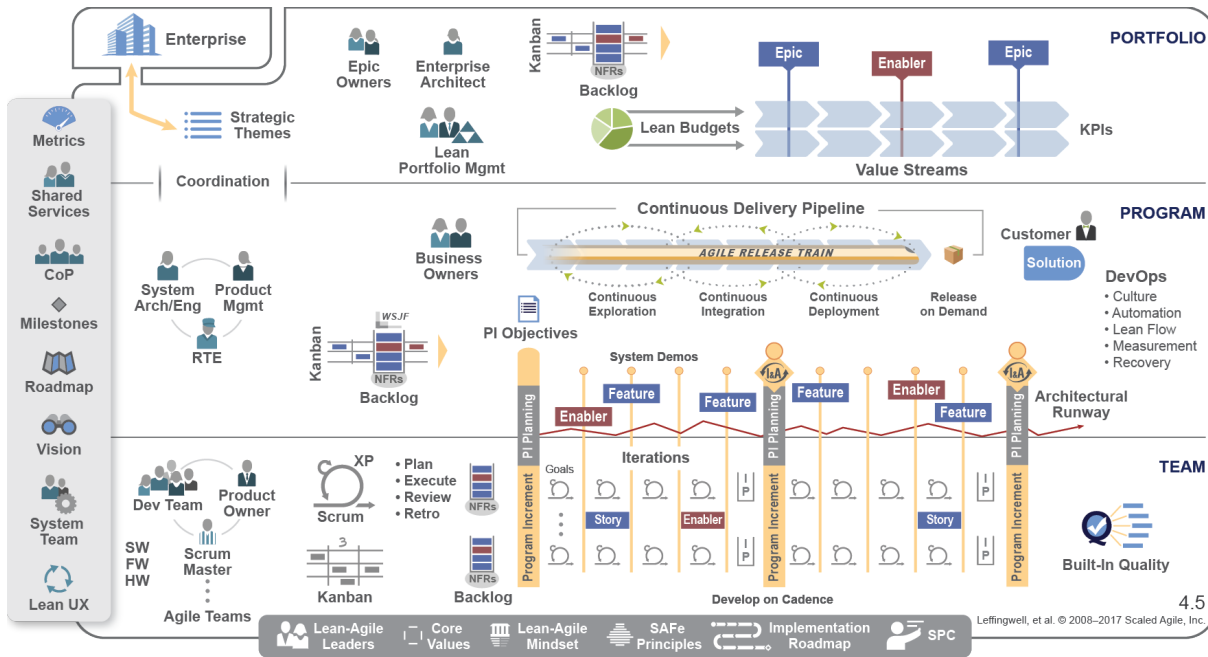 Enterprise
Strategic
Themes
Epic
Owners
Enterprise
Architect
Lean
Portfolio Mgmt
Kanban
NFRs
Backlog
Lean Budgets
Epic
Enabler
Epic
KPIs
Value Streams
PORTFOLIO
Metrics
Shared
Services
CoP
Milestones
Roadmap
Vision
System
Team
Lean UX
Coordination
System
Arch/Eng
Product
Mgmt
RTE
Business
Owners
Kanban
WSJF
NFRs
Backlog
Continuous Delivery Pipeline
AGILE RELEASE TRAIN
Continuous
Exploration
Continuous
Integration
Continuous
Deployment
Release
on Demand
Customer
Solution
PROGRAM
DevOps
• Culture
• Automation
• Lean Flow
• Measurement
• Recovery
PI Objectives
System Demos
I&A
I&A
PI Planning
Enabler
Feature
Feature
PI Planning
Feature
Enabler
Feature
PI Planning
Architectural
Runway
TEAM
Dev Team
Product
Owner
Scrum
Master
SW
FW
HW
Agile Teams
XP
Scrum
• Plan
• Execute
• Review
• Retro
3
Kanban
NFRs
NFRs
Backlog
Program Increment
Goals
Iterations
Story
Enabler
I P
I P
Program Increment
Story
I P
I P
Program Increment
Develop on Cadence
Built-In Quality
4.5
Leffingwell, et al. © 2008–2017 Scaled Agile, Inc.
Lean-Agile
Leaders
Core
Values
Lean-Agile
Mindset
SAFe
Principles
Implementation
Roadmap
SPC